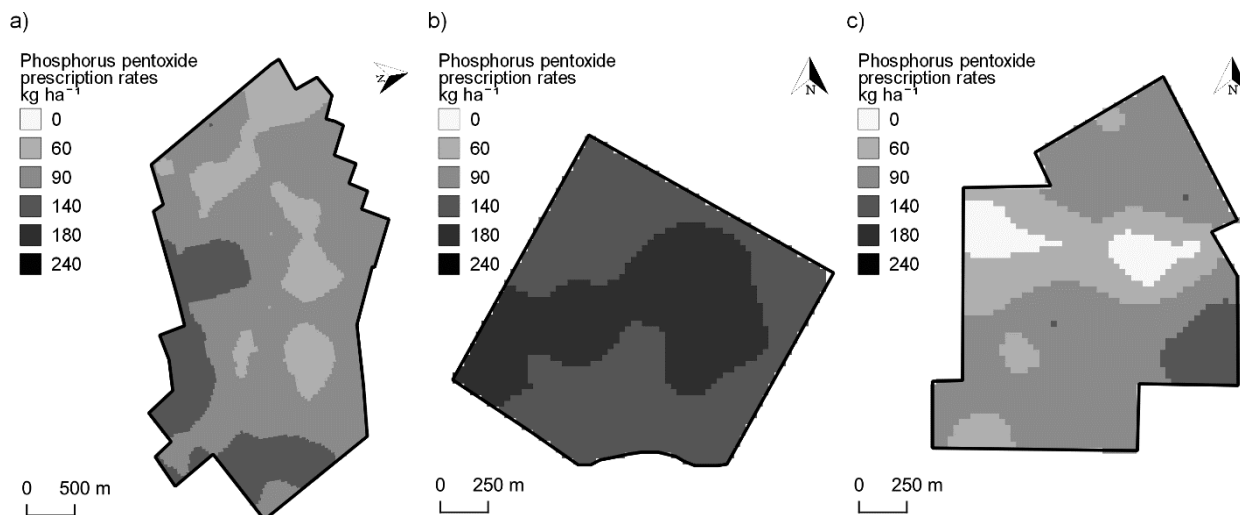 a)
Phosphorus pentoxide
prescription rates
kg ha⁻¹
0
60
90
140
180
240
N
0 500 m
b)
Phosphorus pentoxide
prescription rates
kg ha⁻¹
0
60
90
140
180
240
N
0 250 m
c)
Phosphorus pentoxide
prescription rates
kg ha⁻¹
0
60
90
140
180
240
N
0 250 m